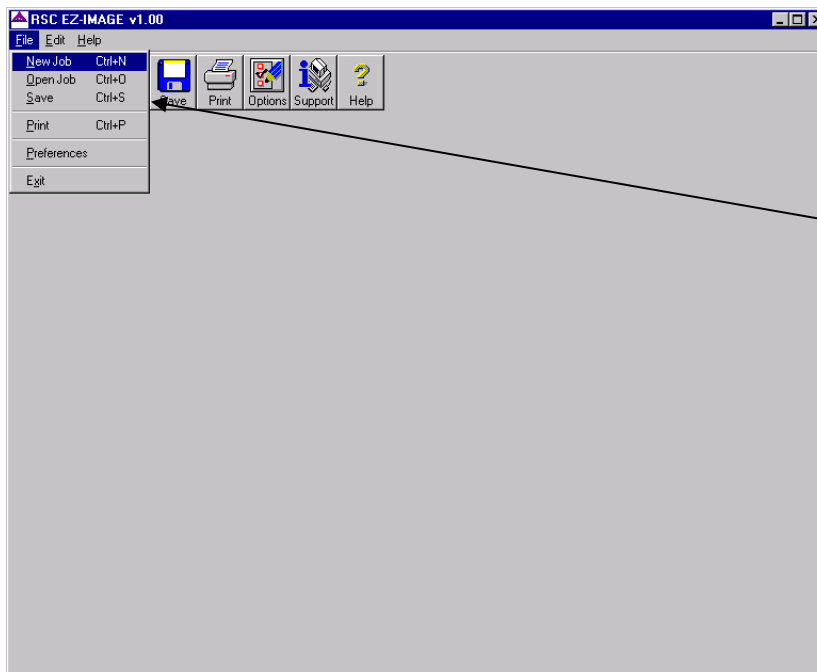 RSC EZ-IMAGE v1.00
File Edit Help
New Job Ctrl+N
Open Job Ctrl+O
Save Ctrl+S
Print Ctrl+P
Preferences
Exit
Save Print Options Support Help